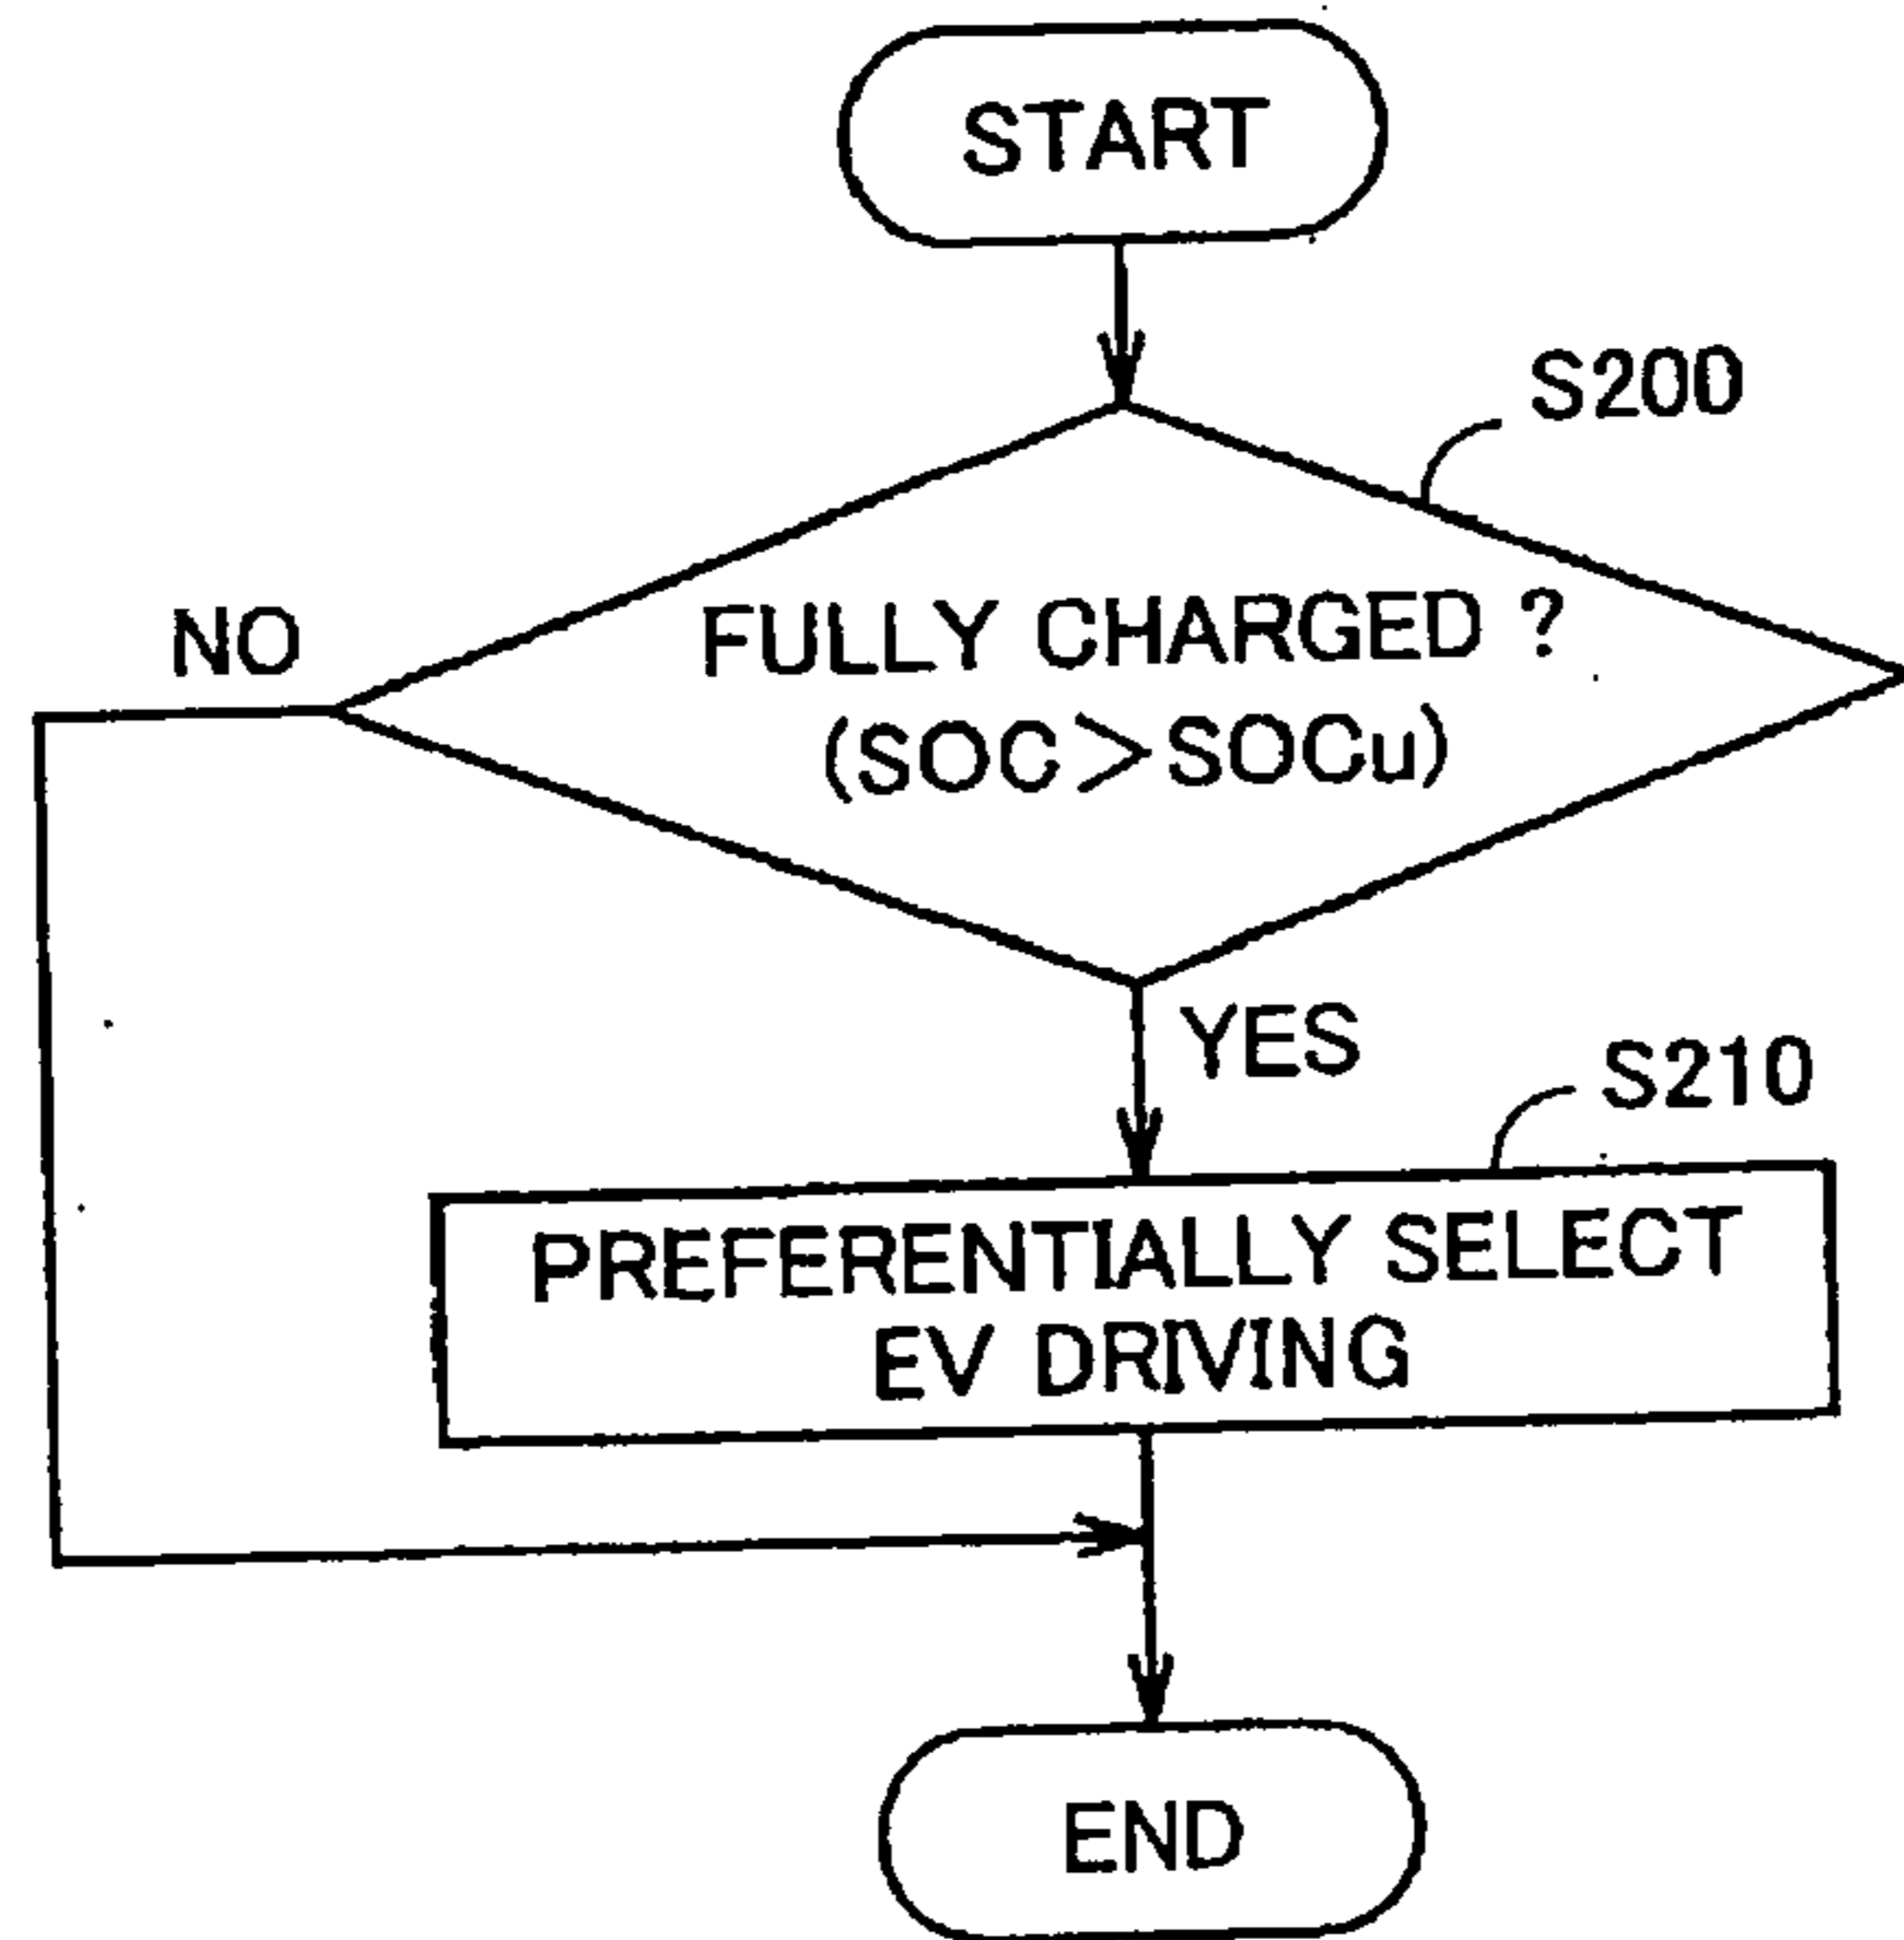 START
S200
NO
FULLY CHARGED ?
(SOC>SOCu)
YES
S210
PREFERENTIALLY SELECT
EV DRIVING
END